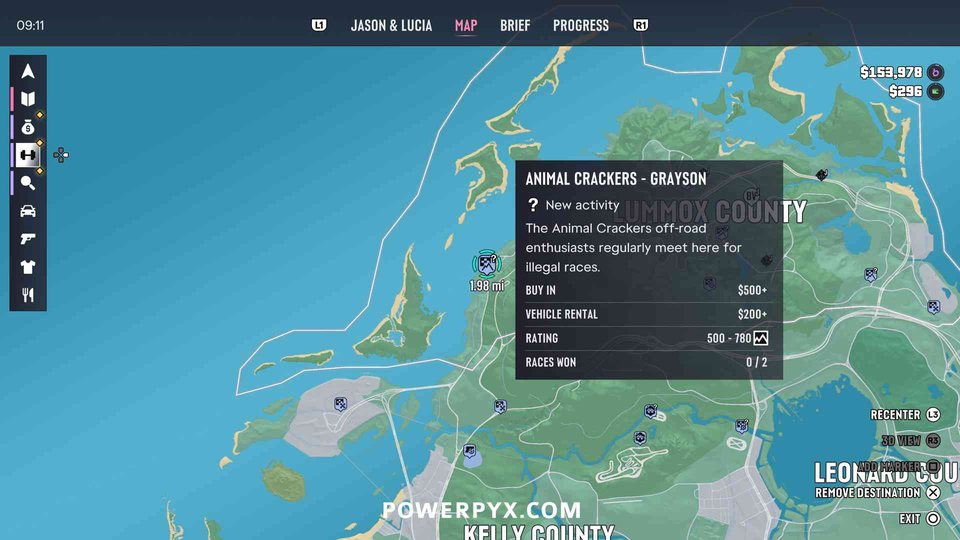 09:11
L1
JASON & LUCIA
MAP
BRIEF
PROGRESS
R1
$153,978
$296
ANIMAL CRACKERS - GRAYSON
? New activity
The Animal Crackers off-road
enthusiasts regularly meet here for
illegal races.
BUY IN $500+
VEHICLE RENTAL $200+
RATING 500 - 780
RACES WON 0 / 2
LUMMOX COUNTY
1.98 mi
RECENTER L3
3D VIEW R3
ADD MARKER
LEONARD COU
REMOVE DESTINATION
EXIT
POWERPYX.COM
KELLY COUNTY